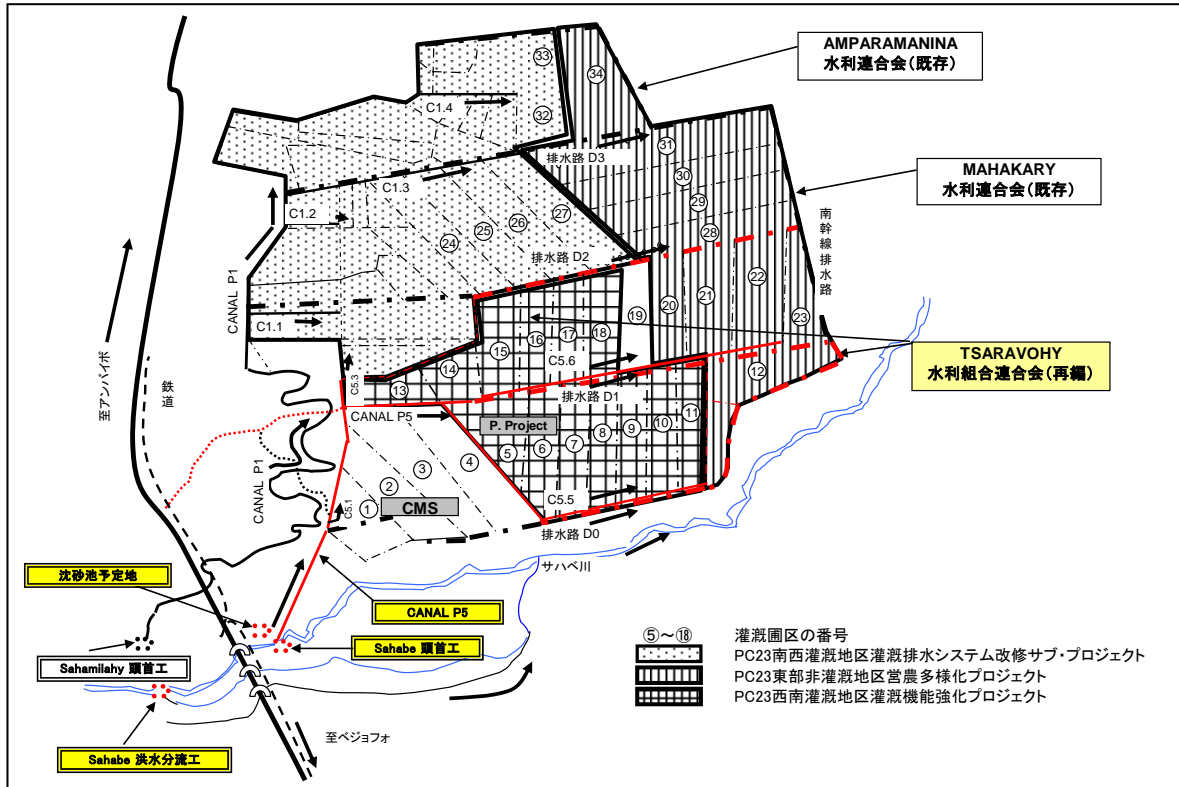 AMPARAMANINA
水利連合会(既存)
MAHAKARY
水利連合会(既存)
TSARAVOHY
水利組合連合会(再編)
南幹線排水路
33
34
32
C1.4
排水路 D3
31
30
29
28
C1.3
C1.2
27
26
25
24
排水路 D2
22
21
20
23
19
CANAL P1
C1.1
18
17
16
15
C5.6
14
13
12
C5.3
排水路 D1
CANAL P5
P. Project
11
10
9
8
7
6
5
4
3
2
1
CMS
C5.5
C5.1
排水路 D0
サハベ川
至アンバイボ
鉄道
CANAL P1
沈砂池予定地
CANAL P5
Sahabe 頭首工
Sahamilahy 頭首工
Sahabe 洪水分流工
至ベジョフォ
⑤～⑱ 灌漑圃区の番号
PC23南西灌漑地区灌漑排水システム改修サブ・プロジェクト
PC23東部非灌漑地区営農多様化プロジェクト
PC23西南灌漑地区灌漑機能強化プロジェクト